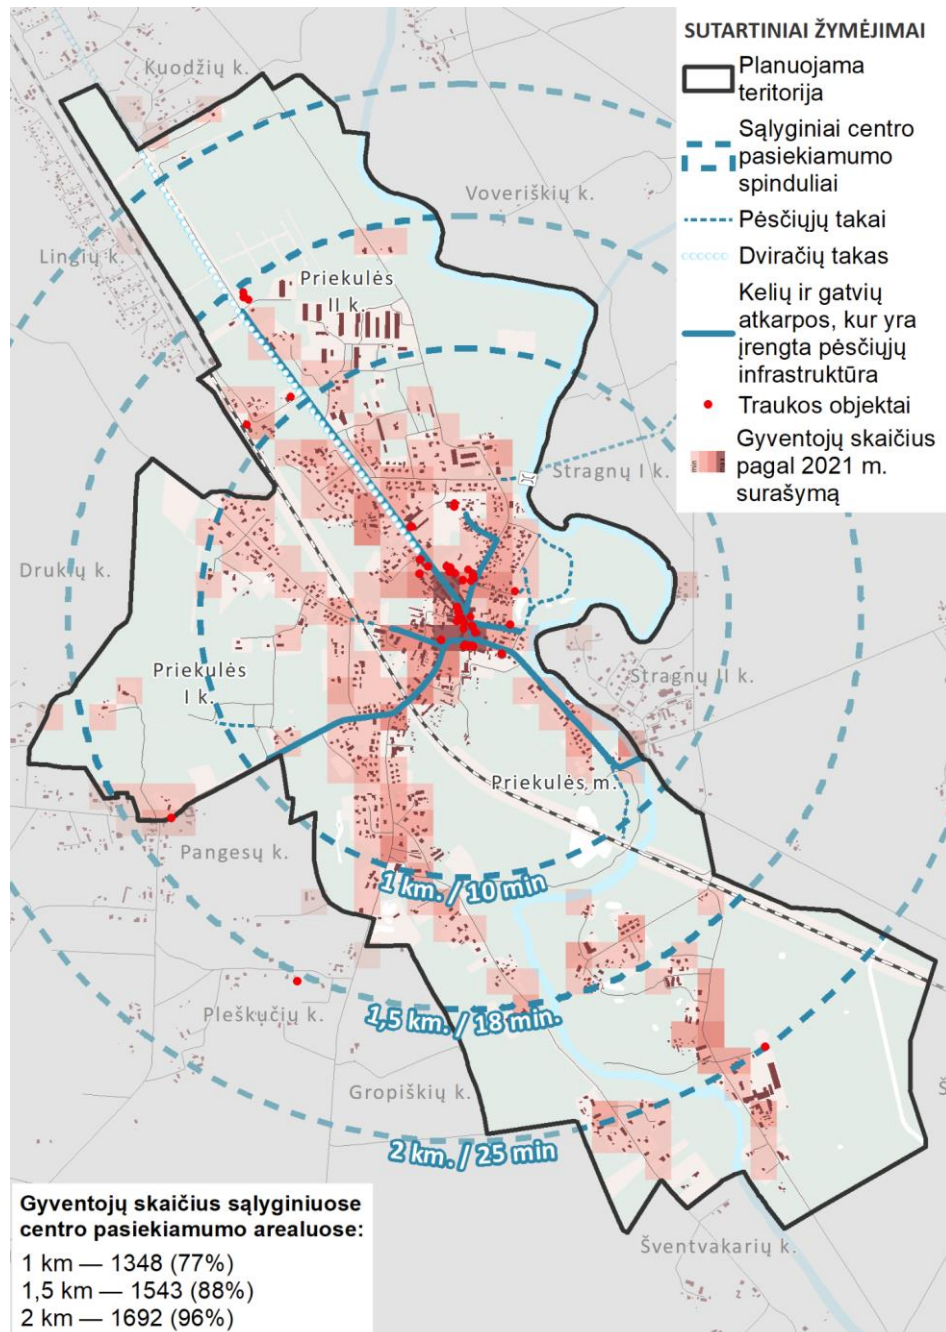 SUTARTINIAI ŽYMĖJIMAI
Planuojama
teritorija
Sąlyginiai centro
pasiekiamumo
spinduliai
Pėsčiųjų takai
Dviračių takas
Kelių ir gatvių
atkarpos, kur yra
įrengta pėsčiųjų
infrastruktūra
Traukos objektai
Gyventojų skaičius
pagal 2021 m.
surašymą
Kuodžių k.
Voveriškių k.
Lingių k.
Priekulės
II k.
Stragnų I k.
Drukių k.
Priekulės
I k.
Stragnų II k.
Priekulės m.
Pangesų k.
1 km. / 10 min
Pleškučių k.
1,5 km. / 18 min.
Gropiškių k.
Š
2 km. / 25 min
Šventvakarių k.
Gyventojų skaičius sąlyginiuose
centro pasiekiamumo arealuose:
1 km — 1348 (77%)
1,5 km — 1543 (88%)
2 km — 1692 (96%)